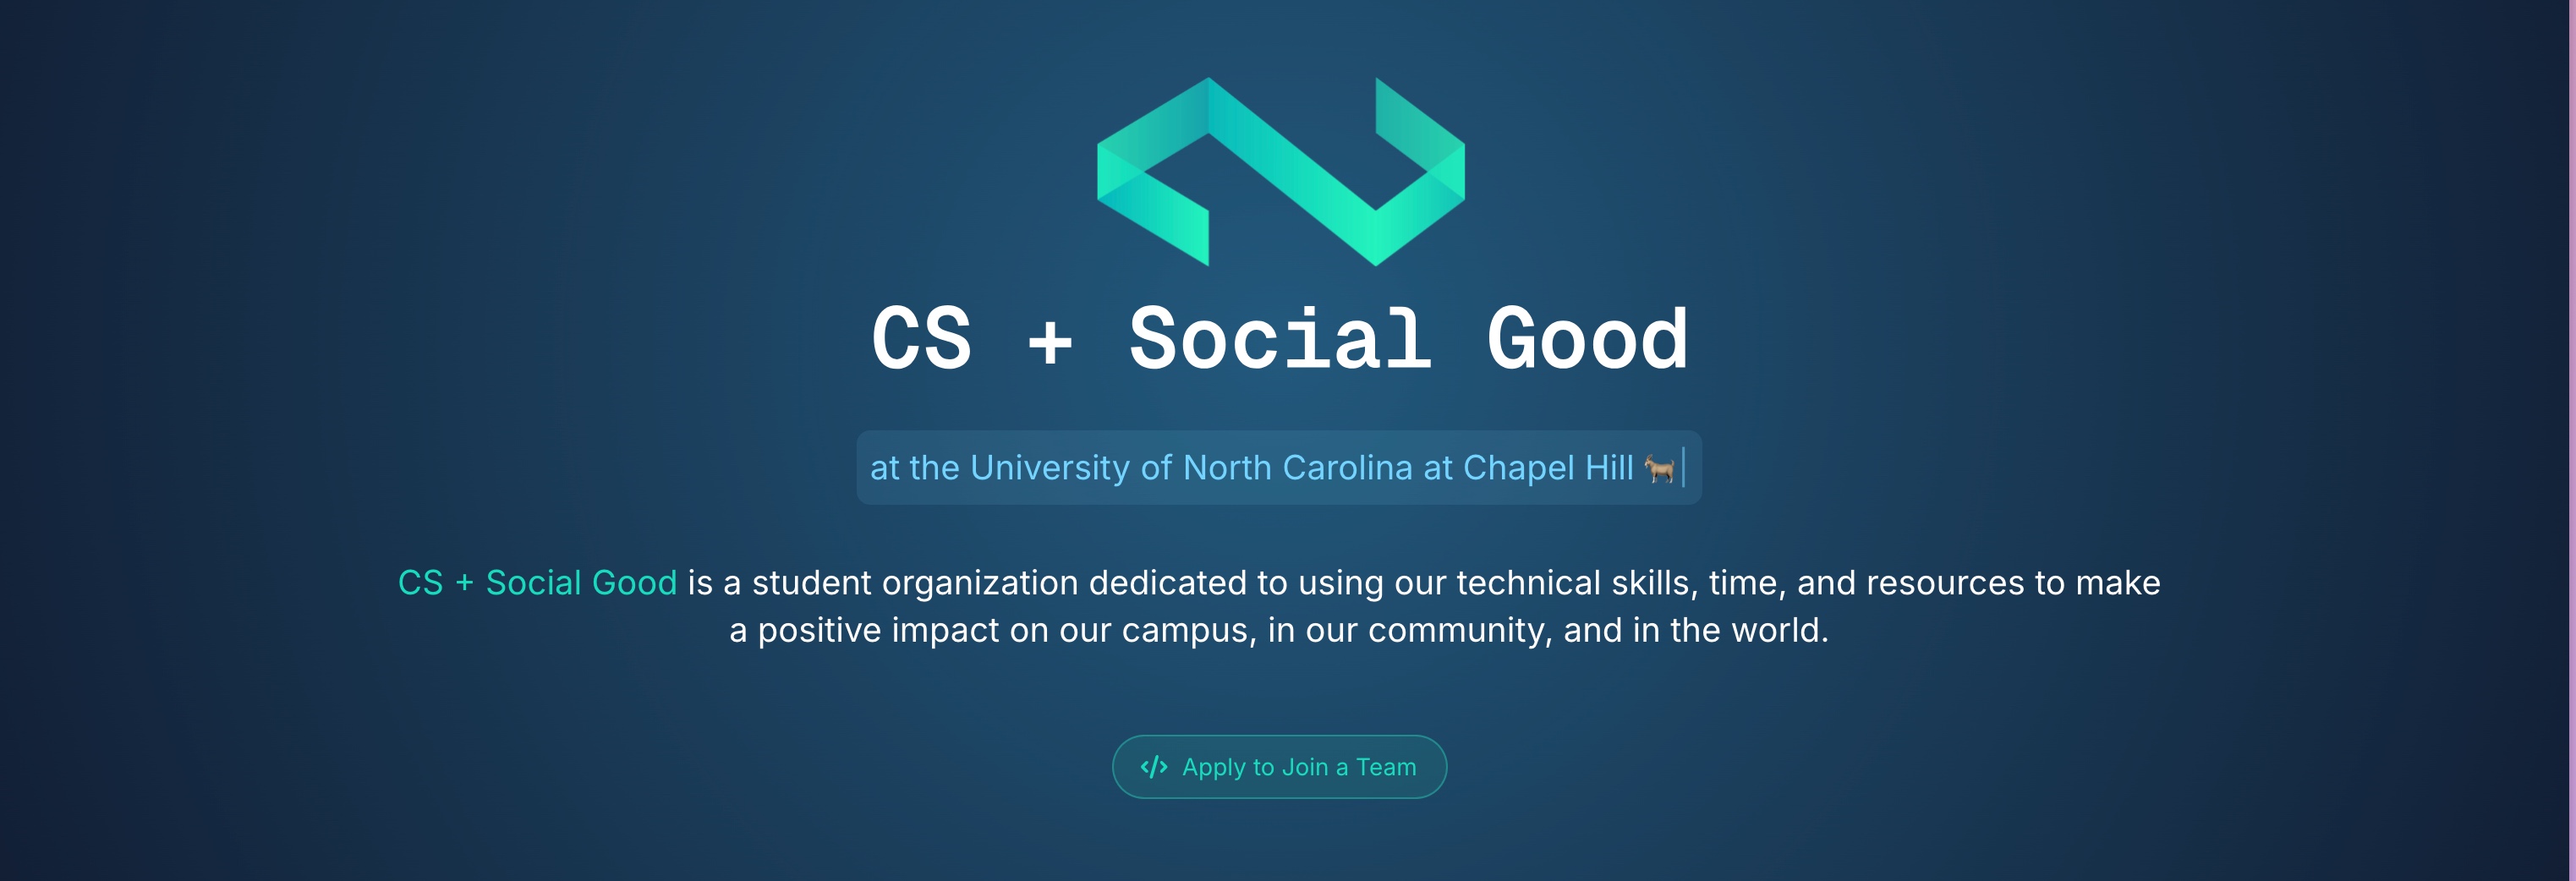 CS + Social Good
at the University of North Carolina at Chapel Hill 🐐
CS + Social Good is a student organization dedicated to using our technical skills, time, and resources to make
a positive impact on our campus, in our community, and in the world.
</> Apply to Join a Team